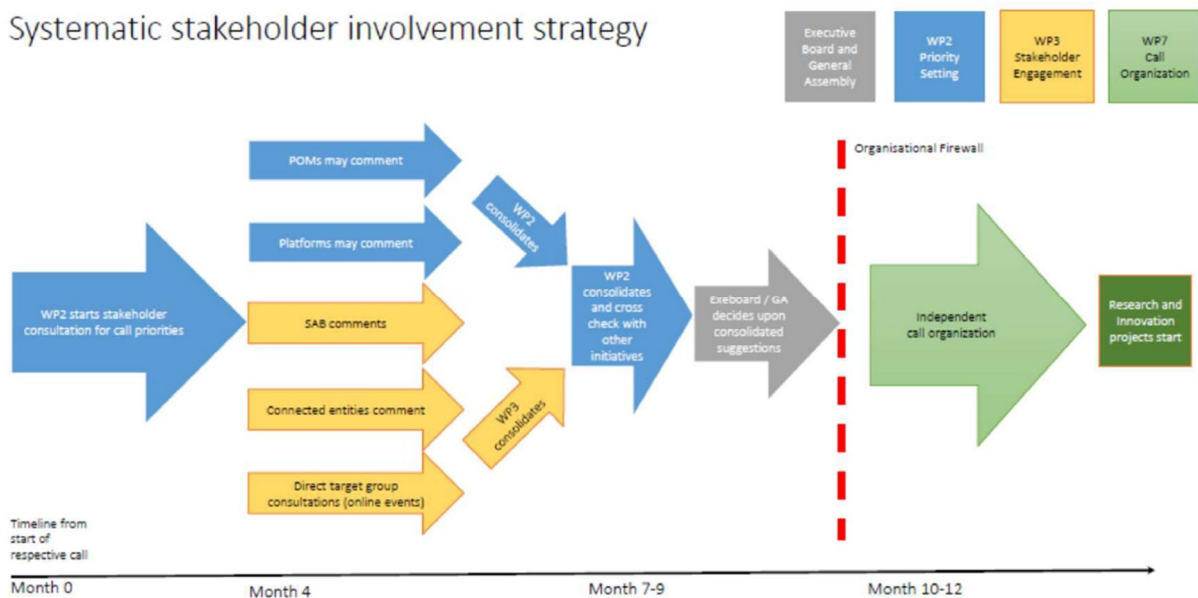 Systematic stakeholder involvement strategy
Executive
Board and
General
Assembly
WP2
Priority
Setting
WP3
Stakeholder
Engagement
WP7
Call
Organization
POMs may comment
Platforms may comment
WP2 starts stakeholder
consultation for call priorities
SAB comments
Connected entities comment
Direct target group
consultations (online events)
WP2
consolidates
WP3
consolidates
WP2
consolidates
and cross
check with
other
initiatives
Exeboard / GA
decides upon
consolidated
suggestions
Organisational Firewall
Independent
call organization
Research and
Innovation
projects start
Timeline from
start of
respective call
Month 0
Month 4
Month 7-9
Month 10-12